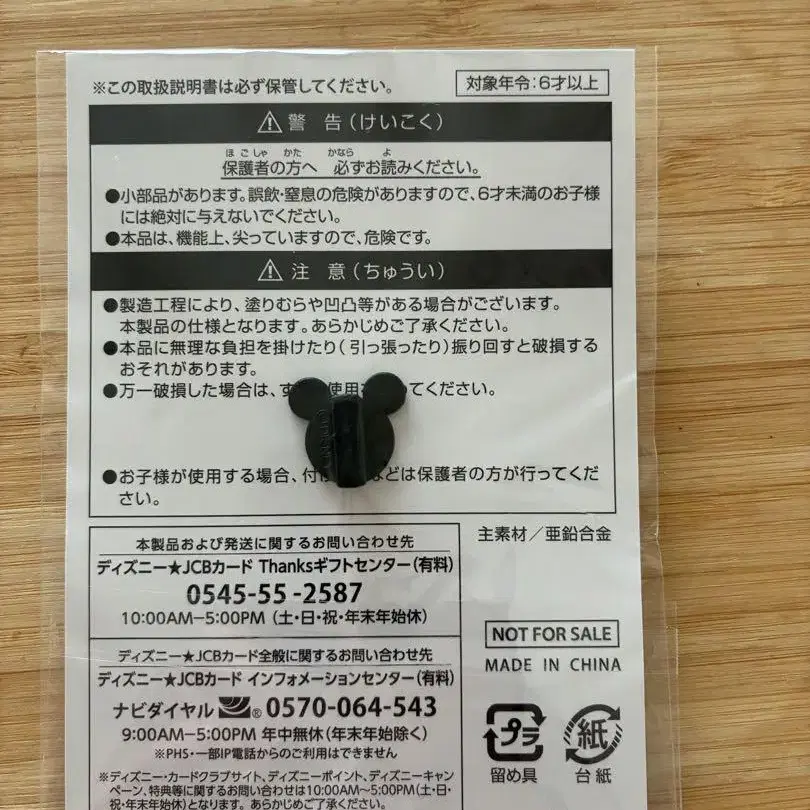 ※この取扱説明書は必ず保管してください。
対象年令:6才以上
⚠警 告(けいこく)
ほごしゃ かた かなら よ
保護者の方へ 必ずお読みください。
●小部品があります。誤飲・窒息の危険がありますので、6才未満のお子様
には絶対に与えないでください。
●本品は、機能上、尖っていますので、危険です。
⚠注 意(ちゅうい)
●製造工程により、塗りむらや凹凸等がある場合がございます。
本製品の仕様となります。あらかじめご了承ください。
●本品に無理な負担を掛けたり(引っ張ったり)振り回すと破損する
おそれがあります。
●万一破損した場合は、す 使用 てください。
●お子様が使用する場合、付け などは保護者の方が行ってくだ
さい。
主素材/亜鉛合金
本製品および発送に関するお問い合わせ先
ディズニー★JCBカード Thanksギフトセンター(有料)
0545-55-2587
10:00AM–5:00PM (土・日・祝・年末年始休)
ディズニー★JCBカード全般に関するお問い合わせ先
ディズニー★JCBカード インフォメーションセンター(有料)
ナビダイヤル ® 0570-064-543
9:00AM–5:00PM 年中無休(年末年始除く)
※PHS・一部IP電話からのご利用はできません
※ディズニー・カードクラブサイト、ディズニーポイント、ディズニーキャン
ペーン、特典等に関するお問い合わせは10:00AM~5:00PM(土・日・
祝・年末年始休)となります。あらかじめご了承ください。
NOT FOR SALE
MADE IN CHINA
プラ
留め具
紙
台紙